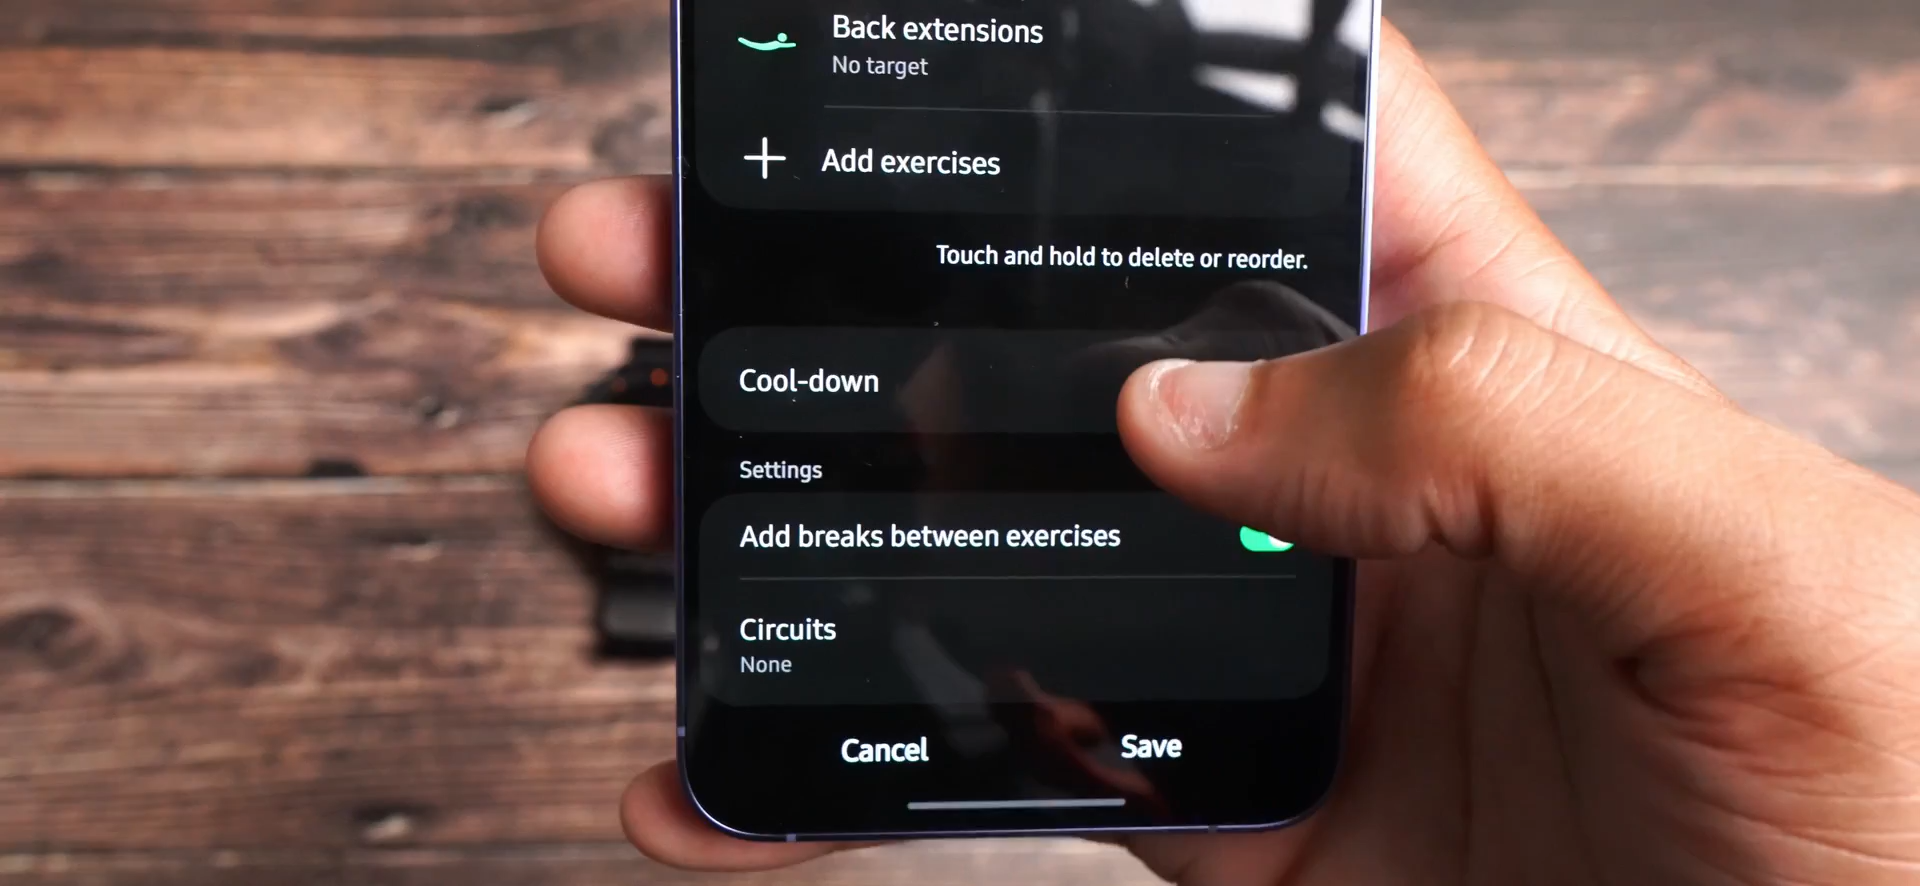 Back extensions
No target
Add exercises
Touch and hold to delete or reorder.
Cool-down
Settings
Add breaks between exercises
Circuits
None
Cancel
Save